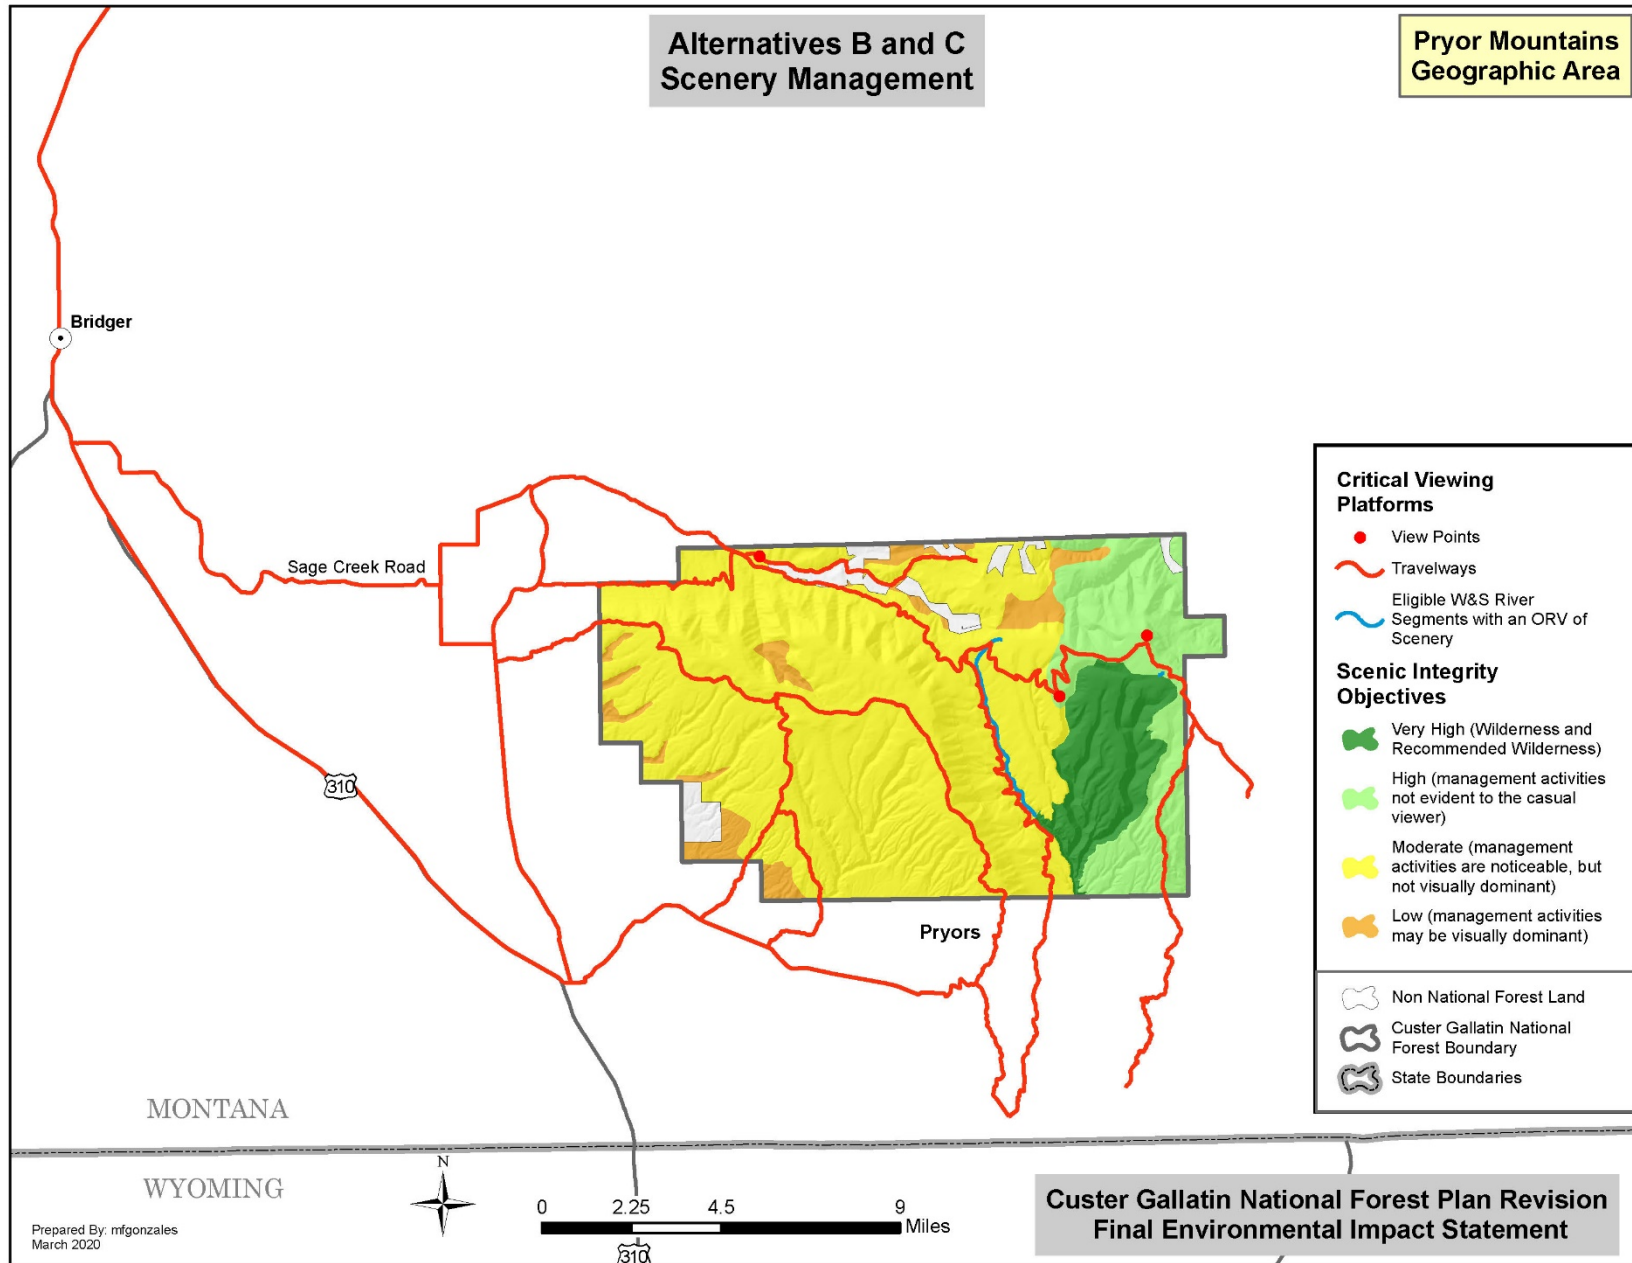 Alternatives B and C
Scenery Management
Pryor Mountains
Geographic Area
Bridger
Sage Creek Road
310
Pryors
Critical Viewing
Platforms
View Points
Travelways
Eligible W&S River
Segments with an ORV of
Scenery
Scenic Integrity
Objectives
Very High (Wilderness and
Recommended Wilderness)
High (management activities
not evident to the casual
viewer)
Moderate (management
activities are noticeable, but
not visually dominant)
Low (management activities
may be visually dominant)
Non National Forest Land
Custer Gallatin National
Forest Boundary
State Boundaries
MONTANA
WYOMING
N
0 2.25 4.5 9
Miles
310
Prepared By: mfgonzales
March 2020
Custer Gallatin National Forest Plan Revision
Final Environmental Impact Statement